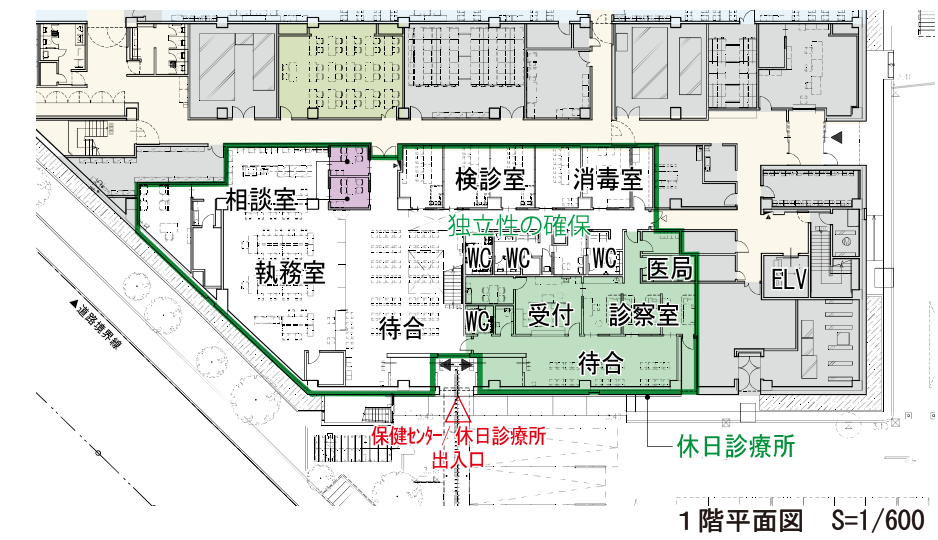 検診室
消毒室
相談室
独立性の確保
WC
WC
WC
医局
執務室
ELV
WC
受付
診察室
待合
待合
▲道路境界線
保健センター/休日診療所
出入口
休日診療所
1階平面図 S=1/600